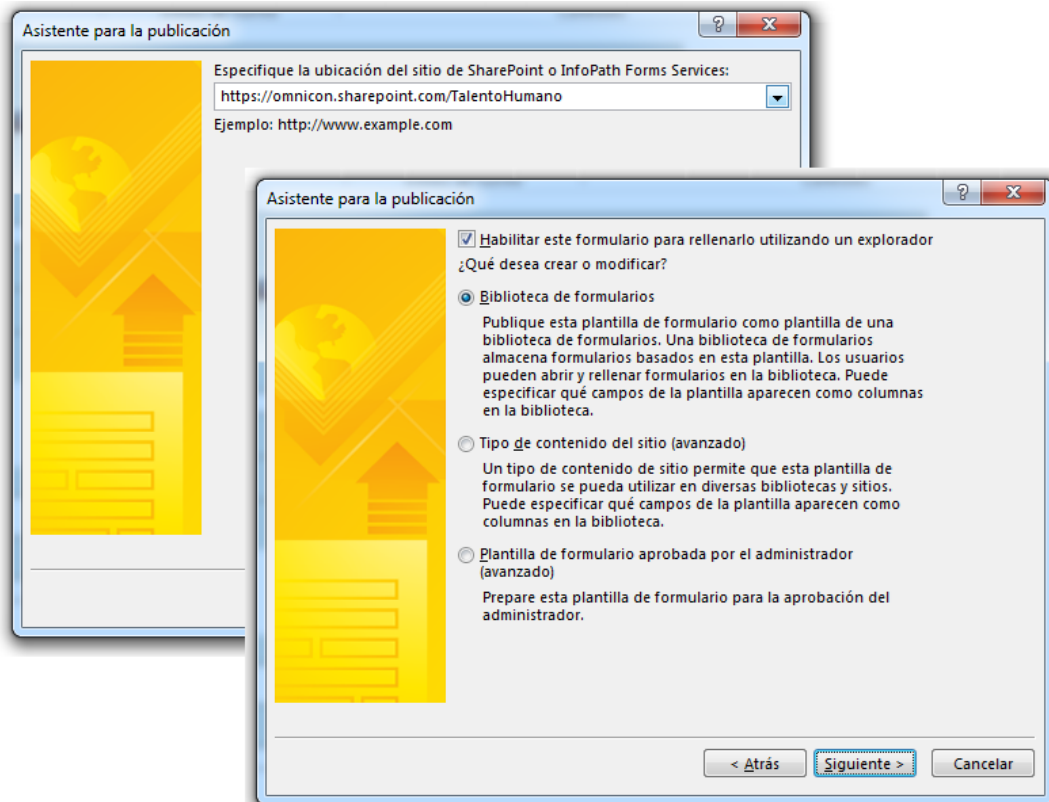 Asistente para la publicación
Especifique la ubicación del sitio de SharePoint o InfoPath Forms Services:
https://omnicon.sharepoint.com/TalentoHumano
Ejemplo: http://www.example.com
Asistente para la publicación
Habilitar este formulario para rellenarlo utilizando un explorador
¿Qué desea crear o modificar?
Biblioteca de formularios
Publique esta plantilla de formulario como plantilla de una
biblioteca de formularios. Una biblioteca de formularios
almacena formularios basados en esta plantilla. Los usuarios
pueden abrir y rellenar formularios en la biblioteca. Puede
especificar qué campos de la plantilla aparecen como columnas
en la biblioteca.
Tipo de contenido del sitio (avanzado)
Un tipo de contenido de sitio permite que esta plantilla de
formulario se pueda utilizar en diversas bibliotecas y sitios.
Puede especificar qué campos de la plantilla aparecen como
columnas en la biblioteca.
Plantilla de formulario aprobada por el administrador
(avanzado)
Prepare esta plantilla de formulario para la aprobación del
administrador.
< Atrás
Siguiente >
Cancelar